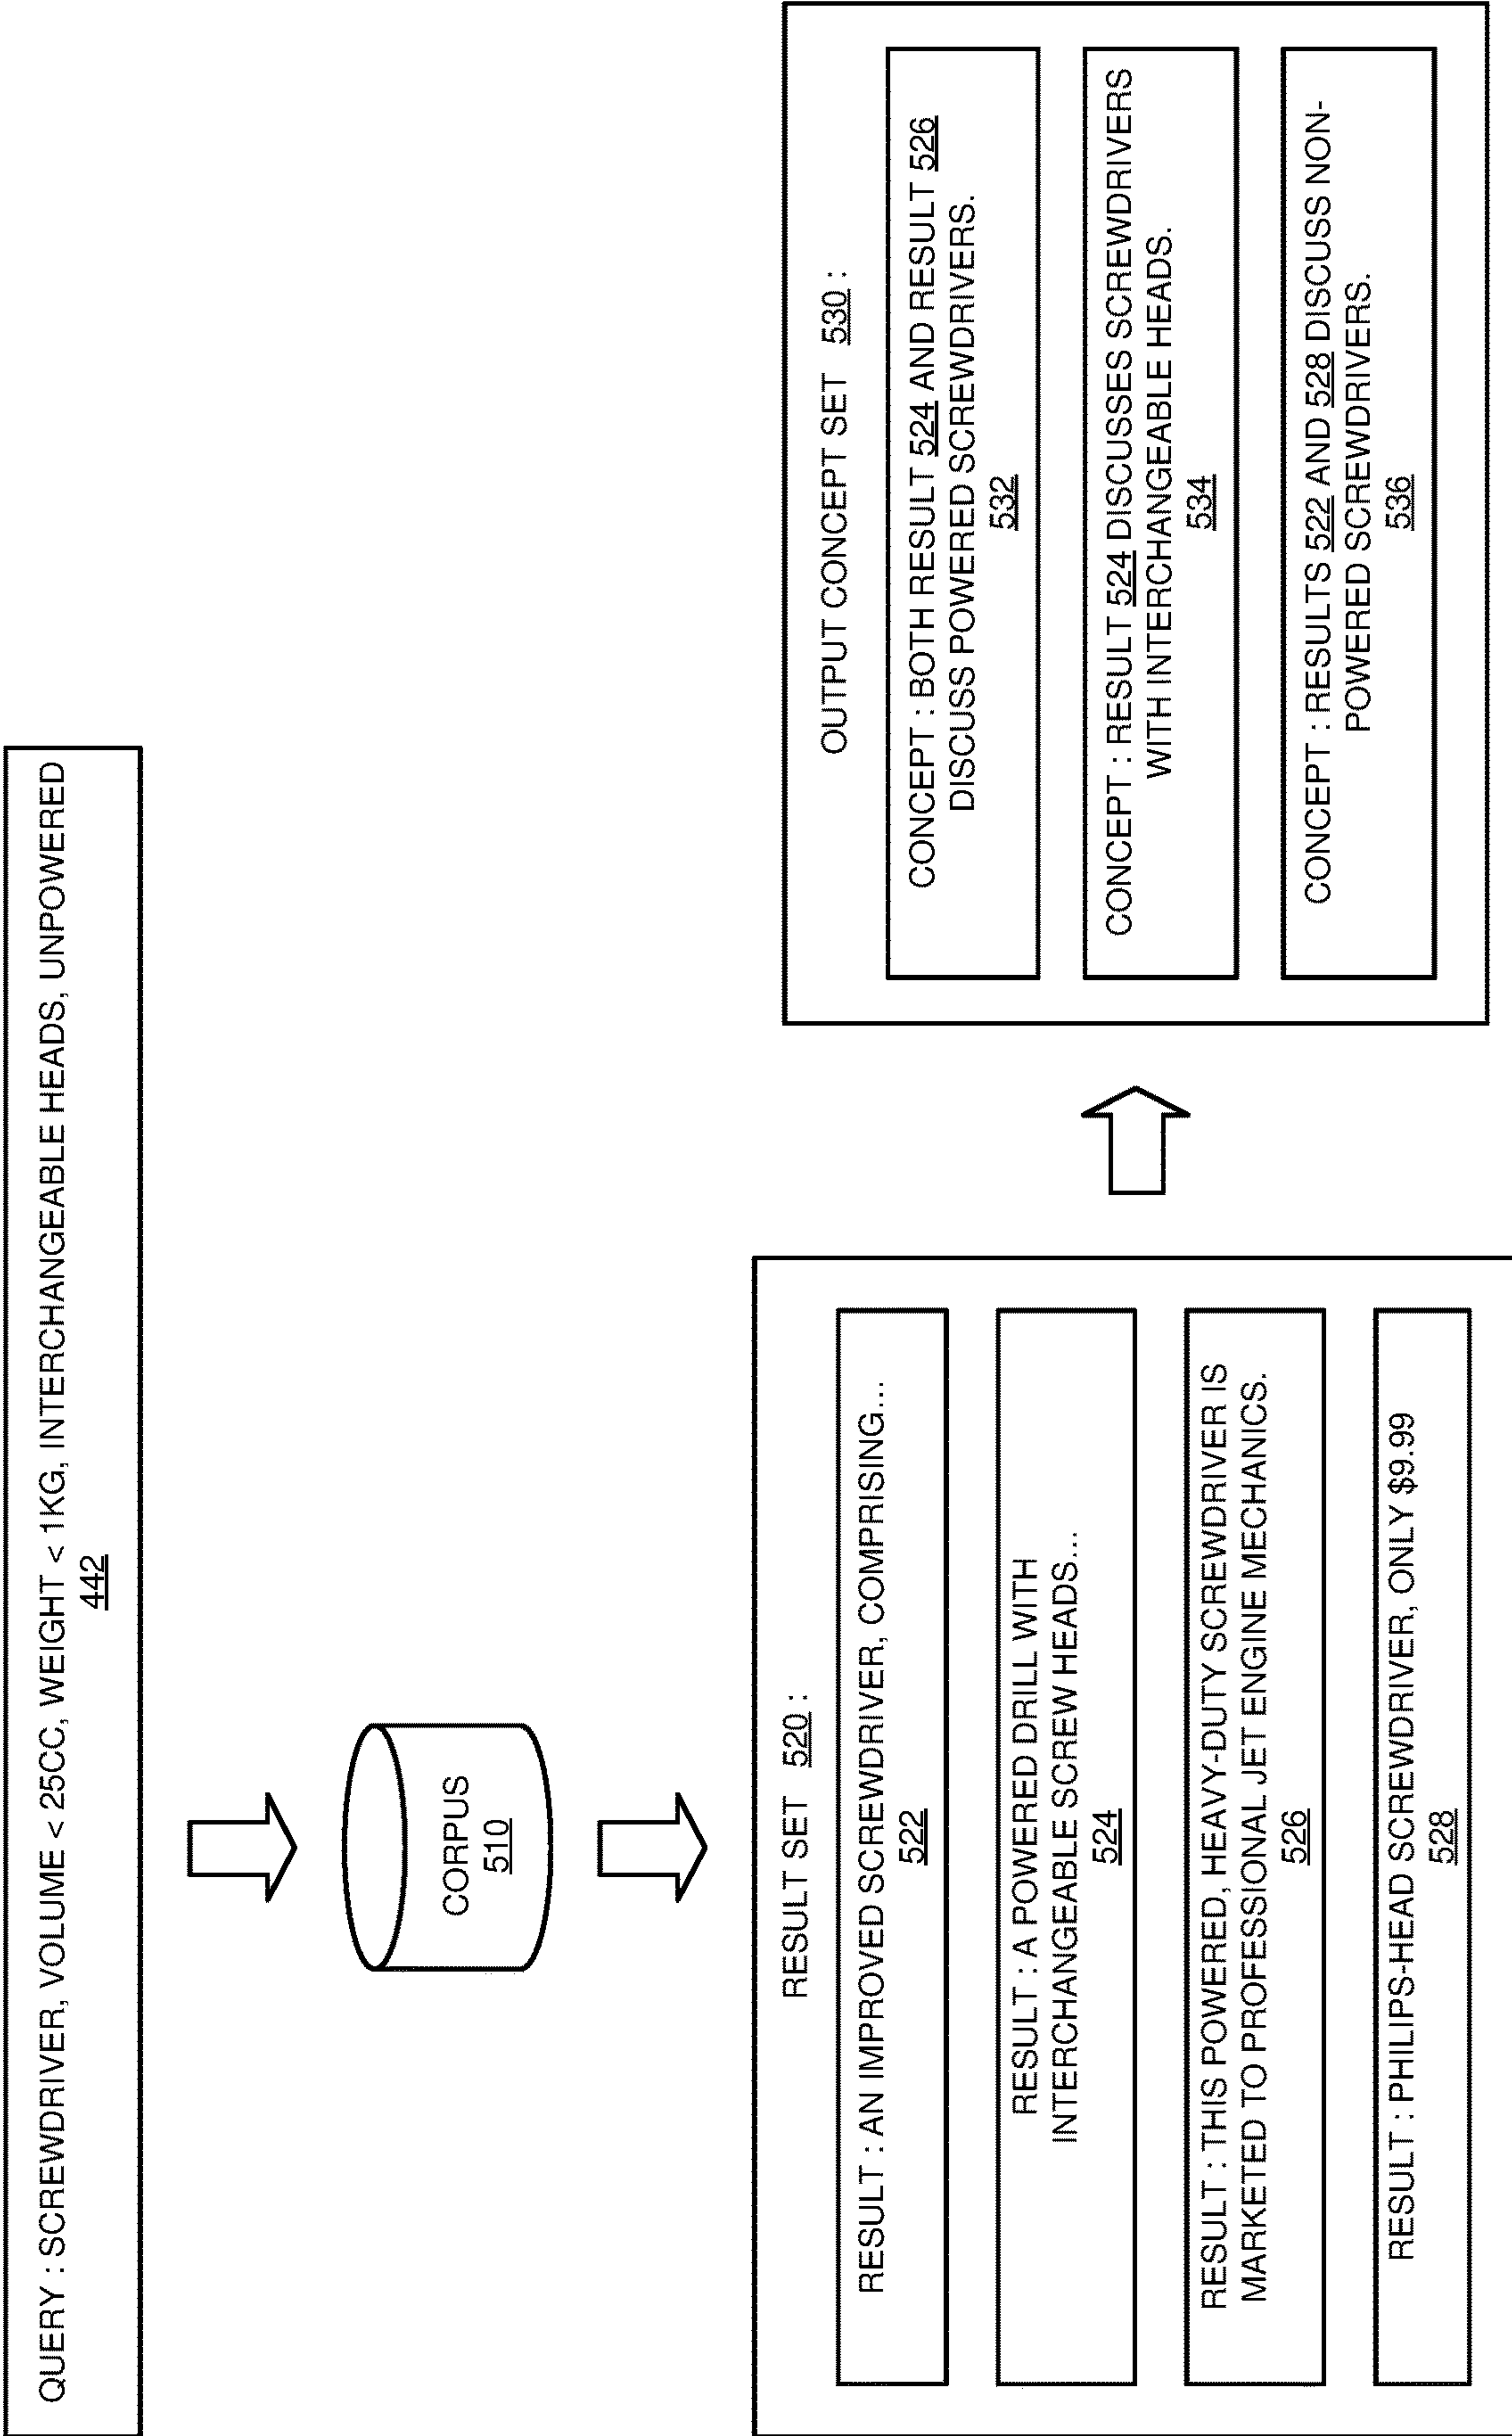 QUERY : SCREWDRIVER, VOLUME < 25CC, WEIGHT < 1KG, INTERCHANGEABLE HEADS, UNPOWERED
442
CORPUS
510
RESULT SET 520 :
RESULT : AN IMPROVED SCREWDRIVER, COMPRISING...
522
RESULT : A POWERED DRILL WITH
INTERCHANGEABLE SCREW HEADS...
524
RESULT : THIS POWERED, HEAVY-DUTY SCREWDRIVER IS
MARKETED TO PROFESSIONAL JET ENGINE MECHANICS.
526
RESULT : PHILIPS-HEAD SCREWDRIVER, ONLY $9.99
528
OUTPUT CONCEPT SET 530 :
CONCEPT : BOTH RESULT 524 AND RESULT 526
DISCUSS POWERED SCREWDRIVERS.
532
CONCEPT : RESULT 524 DISCUSSES SCREWDRIVERS
WITH INTERCHANGEABLE HEADS.
534
CONCEPT : RESULTS 522 AND 528 DISCUSS NON-
POWERED SCREWDRIVERS.
536